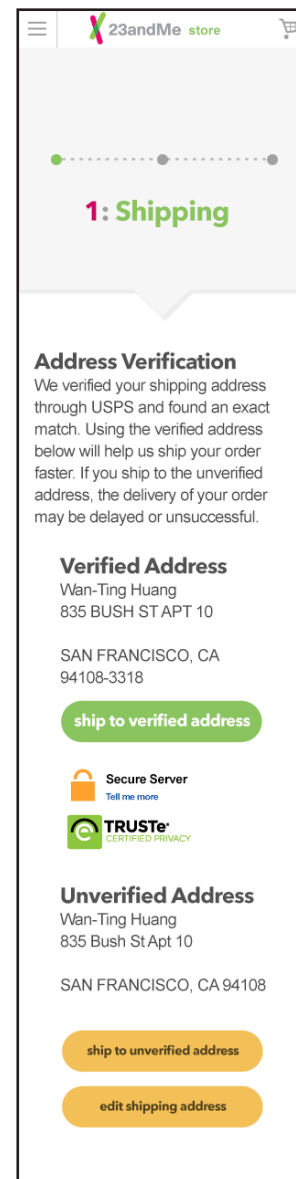 23andMe store
1: Shipping
Address Verification
We verified your shipping address
through USPS and found an exact
match. Using the verified address
below will help us ship your order
faster. If you ship to the unverified
address, the delivery of your order
may be delayed or unsuccessful.
Verified Address
Wan-Ting Huang
835 BUSH ST APT 10
SAN FRANCISCO, CA
94108-3318
ship to verified address
Secure Server
Tell me more
TRUSTe
CERTIFIED PRIVACY
Unverified Address
Wan-Ting Huang
835 Bush St Apt 10
SAN FRANCISCO, CA 94108
ship to unverified address
edit shipping address